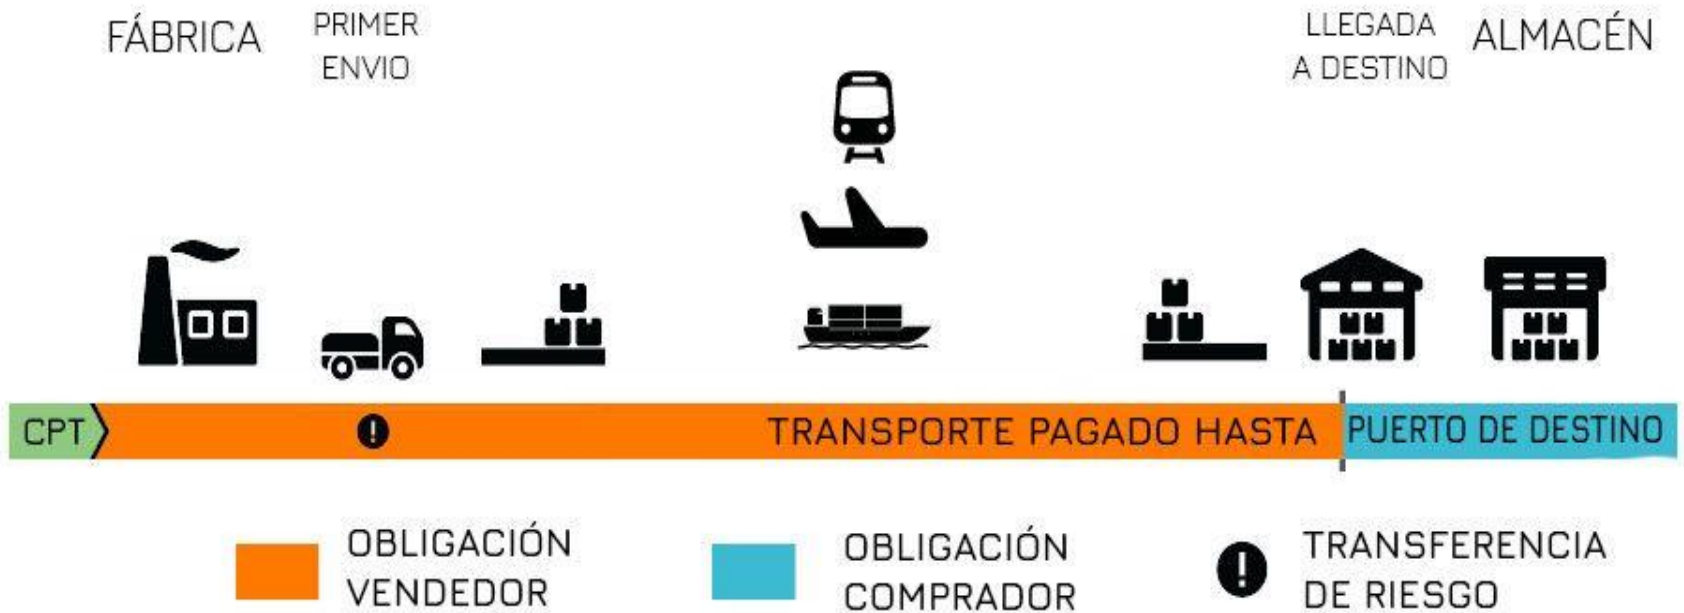 FÁBRICA
PRIMER
ENVIO
LLEGADA
A DESTINO
ALMACÉN
CPT
TRANSPORTE PAGADO HASTA
PUERTO DE DESTINO
OBLIGACIÓN
VENDEDOR
OBLIGACIÓN
COMPRADOR
TRANSFERENCIA
DE RIESGO